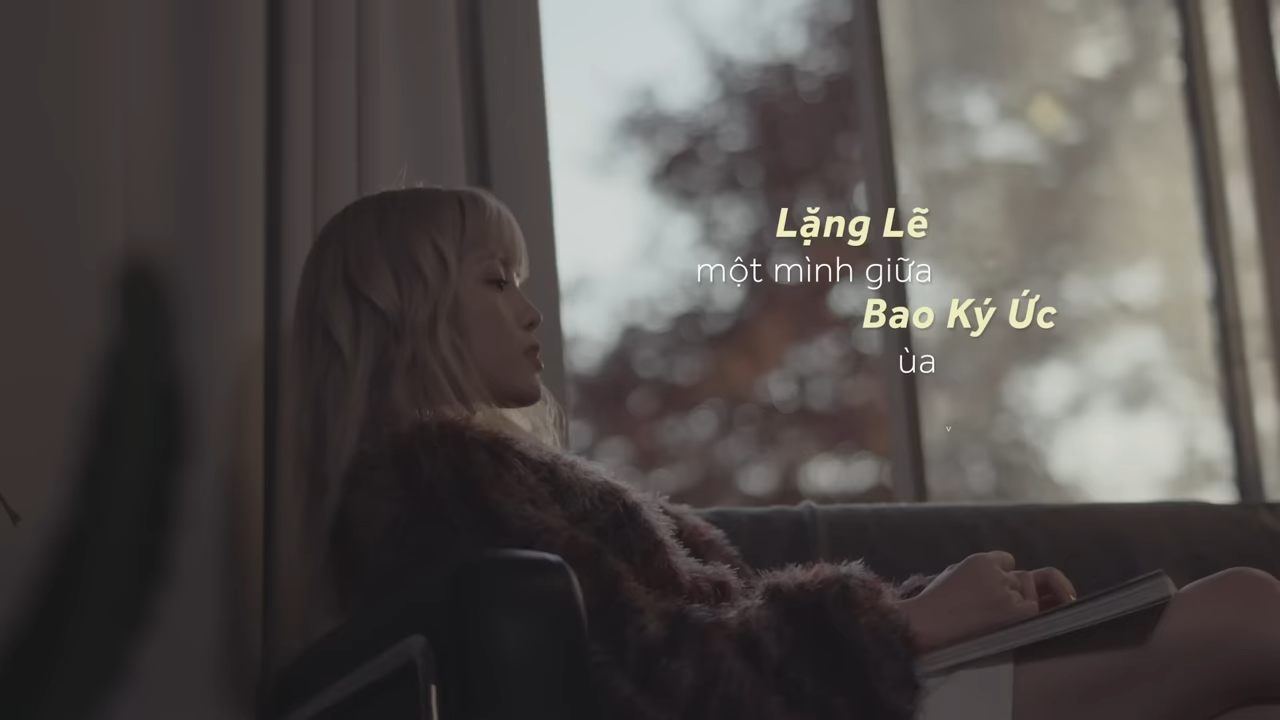 Lặng Lẽ
một mình giữa
Bao Ký Ức
ùa
v